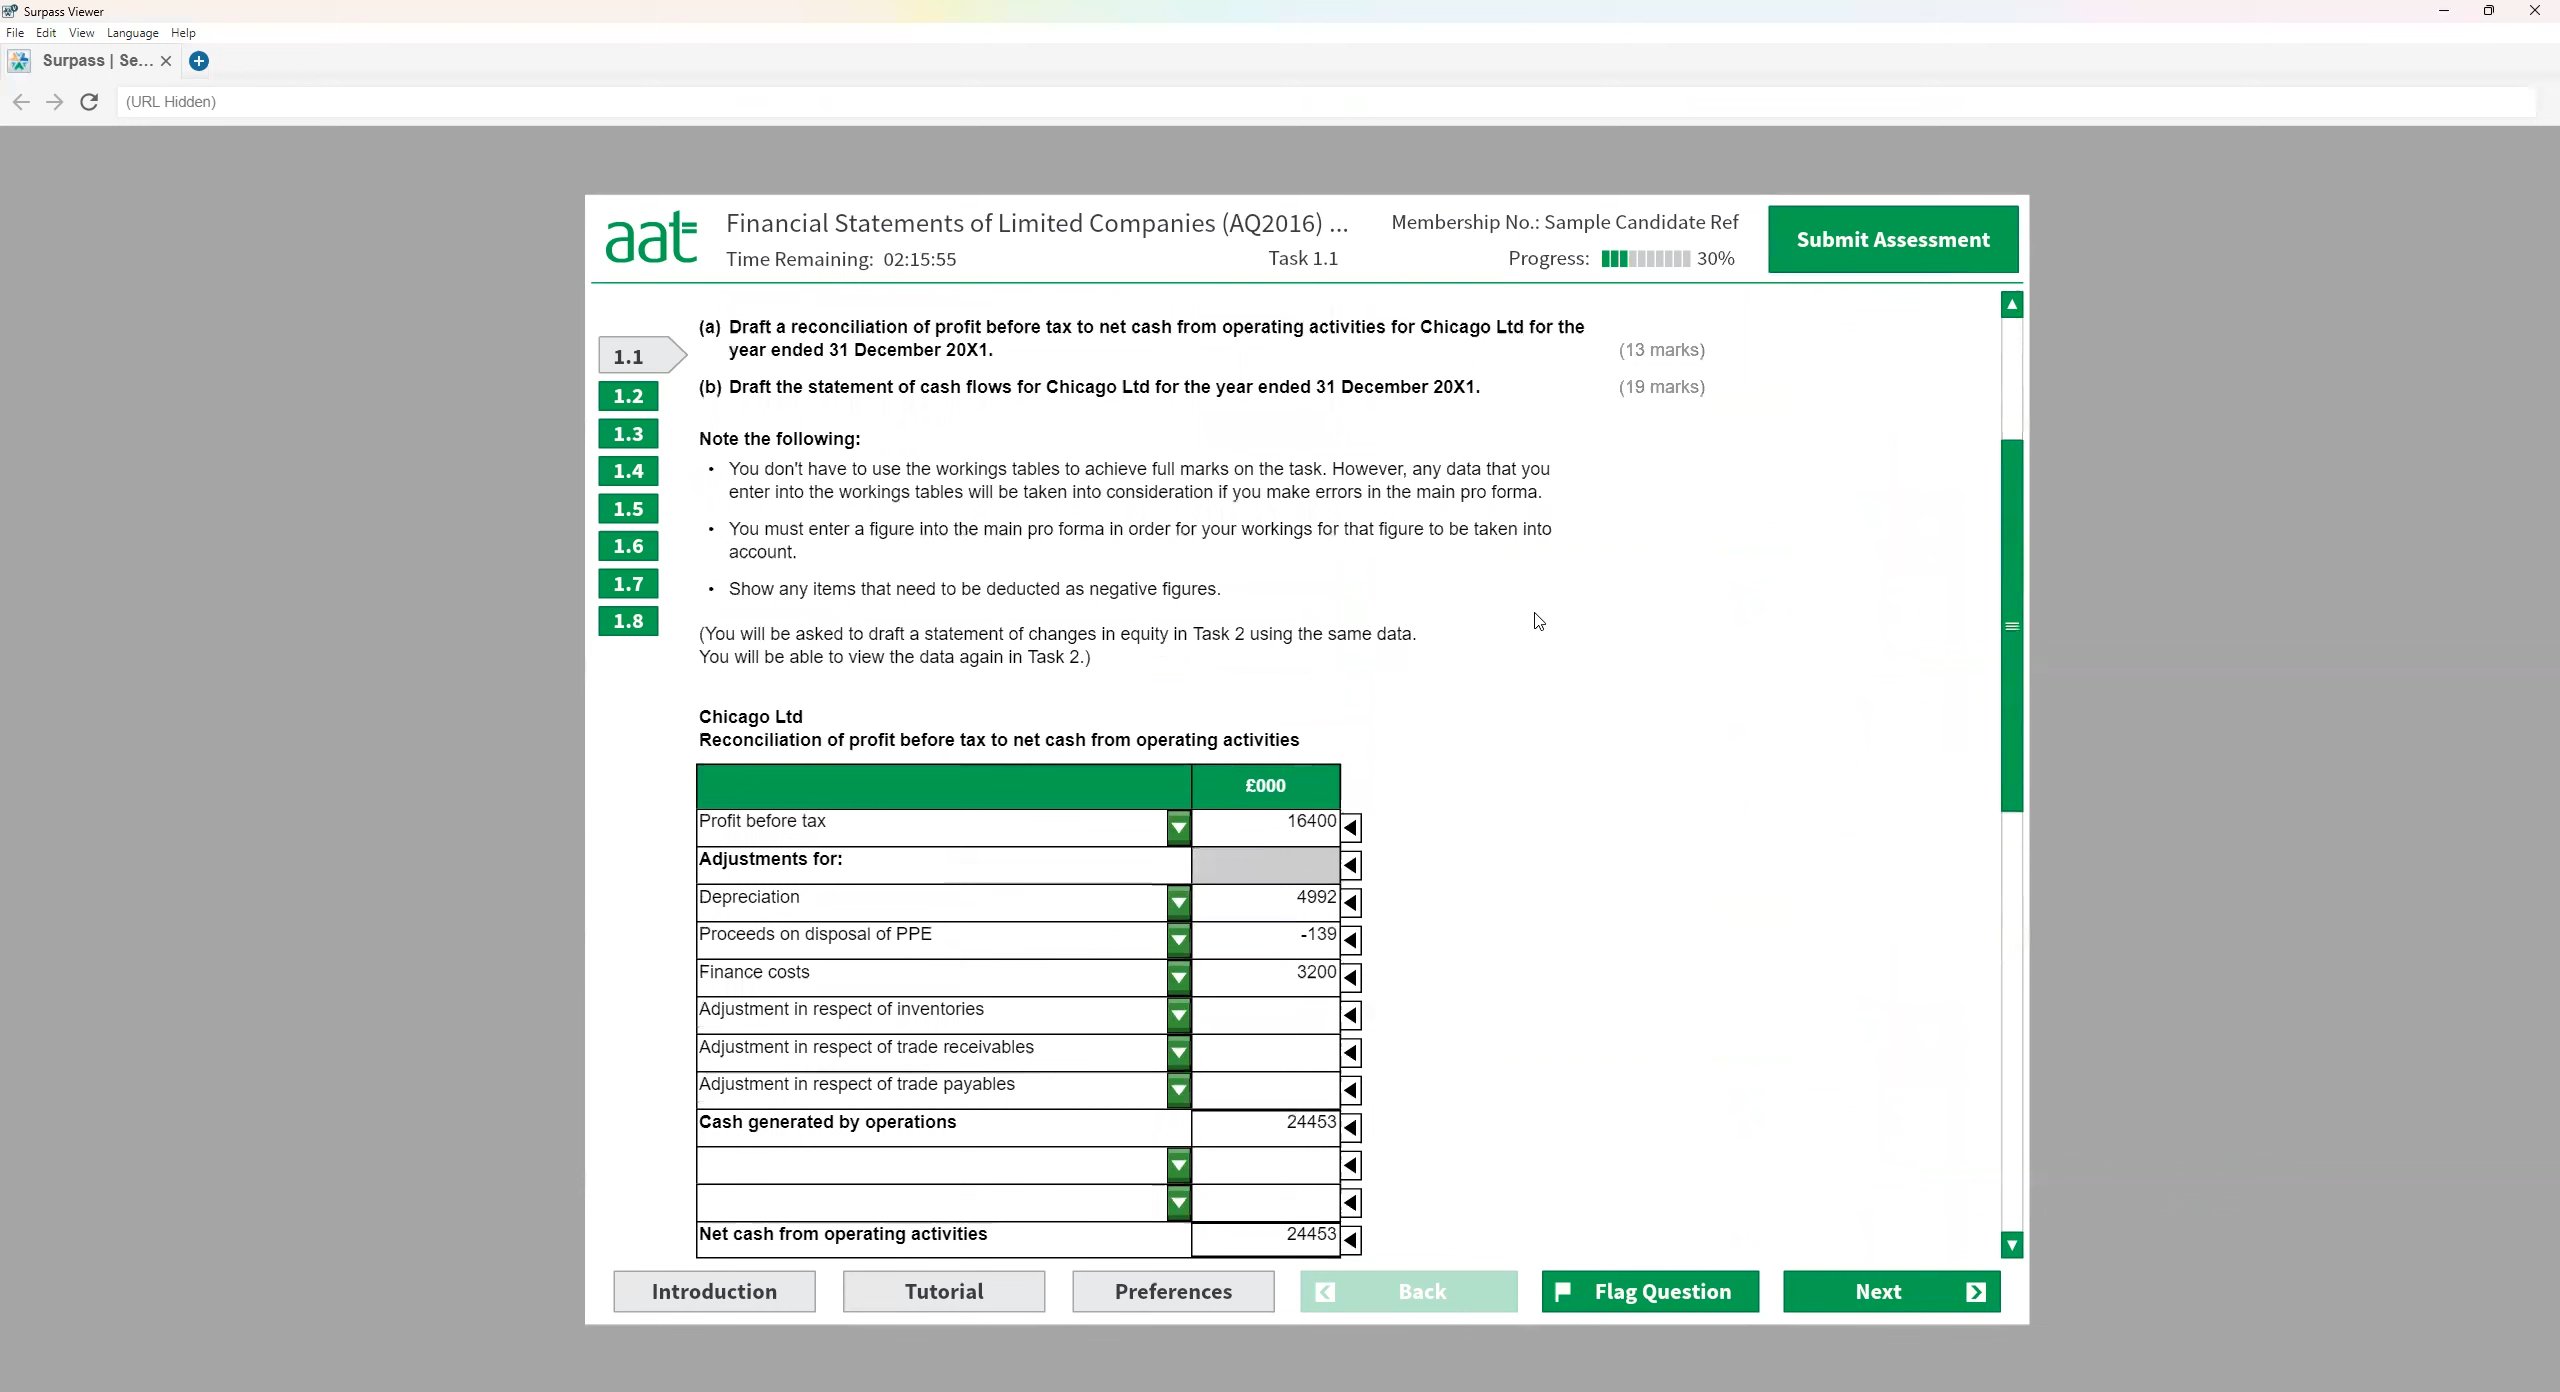 Surpass Viewer
File Edit View Language Help
Surpass | Se...
(URL Hidden)
aat
Financial Statements of Limited Companies (AQ2016) ...
Membership No.: Sample Candidate Ref
Submit Assessment
Time Remaining: 02:15:55
Task 1.1
Progress: 30%
1.1
1.2
1.3
1.4
1.5
1.6
1.7
1.8
(a) Draft a reconciliation of profit before tax to net cash from operating activities for Chicago Ltd for the
year ended 31 December 20X1. (13 marks)
(b) Draft the statement of cash flows for Chicago Ltd for the year ended 31 December 20X1. (19 marks)
Note the following:
• You don't have to use the workings tables to achieve full marks on the task. However, any data that you
enter into the workings tables will be taken into consideration if you make errors in the main pro forma.
• You must enter a figure into the main pro forma in order for your workings for that figure to be taken into
account.
• Show any items that need to be deducted as negative figures.
(You will be asked to draft a statement of changes in equity in Task 2 using the same data.
You will be able to view the data again in Task 2.)
Chicago Ltd
Reconciliation of profit before tax to net cash from operating activities
£000
Profit before tax 16400
Adjustments for:
Depreciation 4992
Proceeds on disposal of PPE -139
Finance costs 3200
Adjustment in respect of inventories
Adjustment in respect of trade receivables
Adjustment in respect of trade payables
Cash generated by operations 24453
Net cash from operating activities 24453
Introduction
Tutorial
Preferences
Back
Flag Question
Next